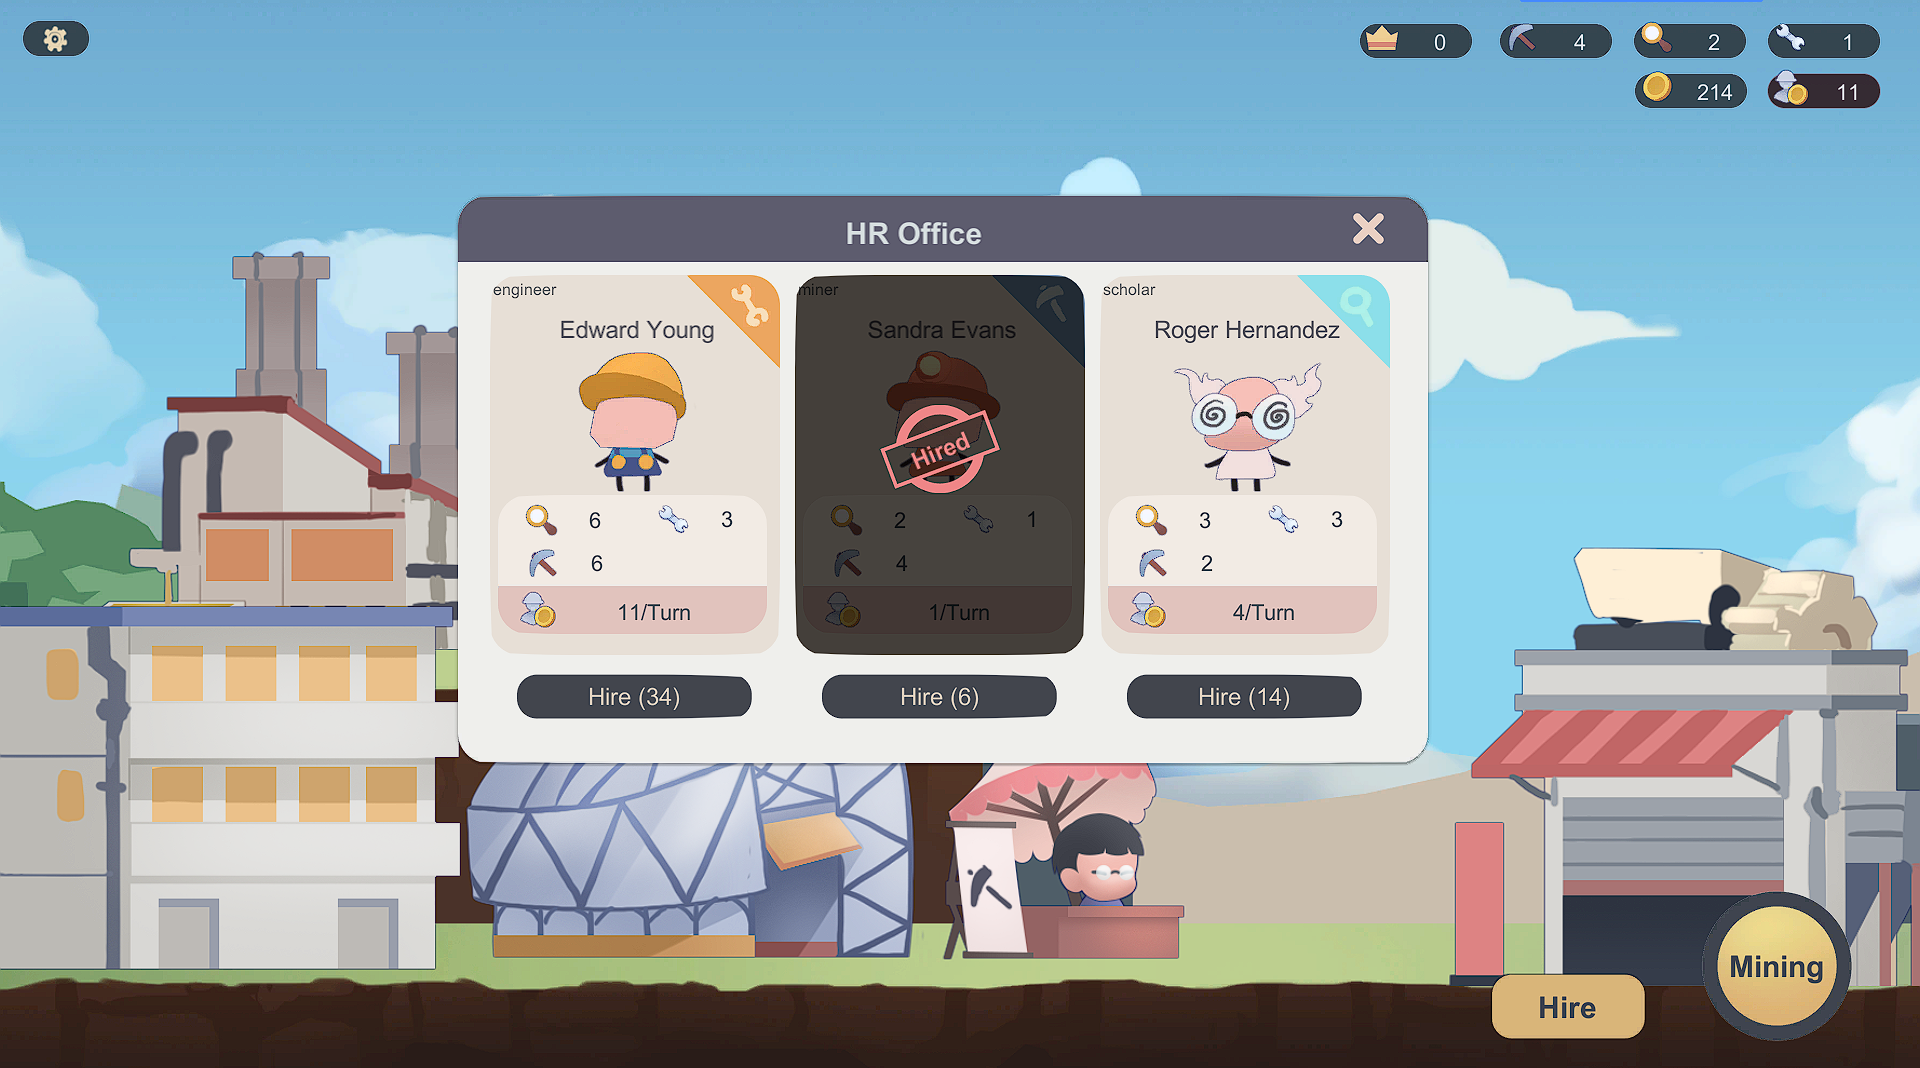 0
4
2
1
214
11
HR Office
engineer
Edward Young
6
3
6
11/Turn
Hire (34)
miner
Sandra Evans
Hired
2
1
4
1/Turn
Hire (6)
scholar
Roger Hernandez
3
3
2
4/Turn
Hire (14)
Mining
Hire